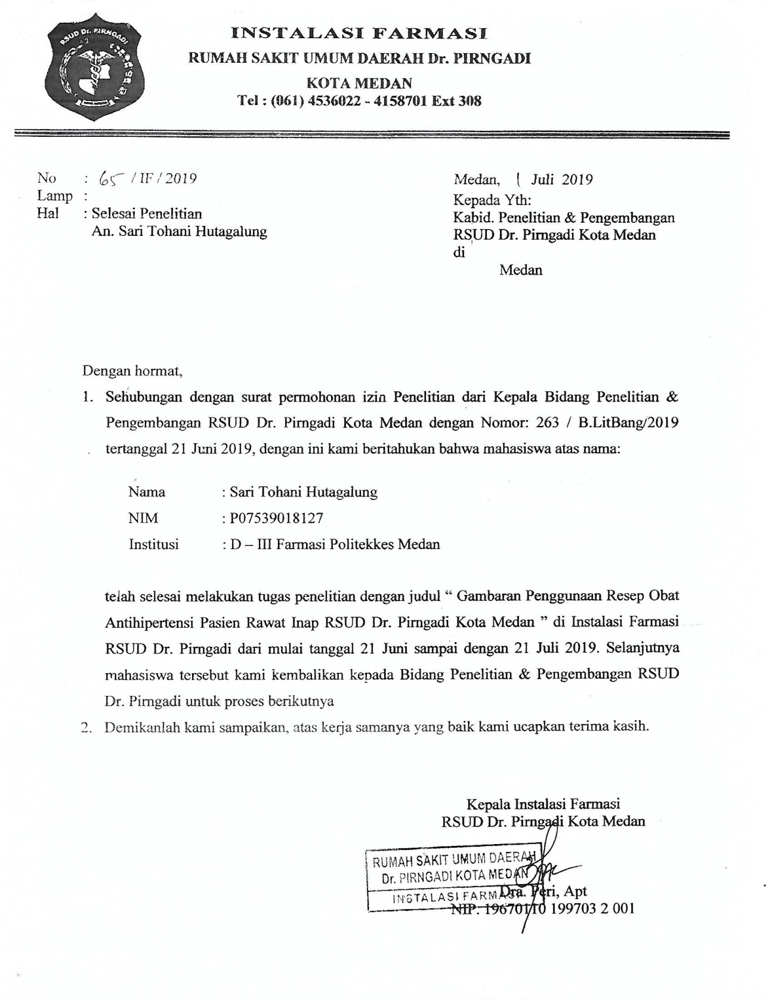 RSUD Dr. PIRNGADI
INSTALASI FARMASI
RUMAH SAKIT UMUM DAERAH Dr. PIRNGADI
KOTA MEDAN
Tel : (061) 4536022 - 4158701 Ext 308
No : 65 / IF / 2019
Lamp :
Hal : Selesai Penelitian
An. Sari Tohani Hutagalung
Medan, 1 Juli 2019
Kepada Yth:
Kabid. Penelitian & Pengembangan
RSUD Dr. Pirngadi Kota Medan
di
Medan
Dengan hormat,
1. Sehubungan dengan surat permohonan izin Penelitian dari Kepala Bidang Penelitian &
Pengembangan RSUD Dr. Pirngadi Kota Medan dengan Nomor: 263 / B.LitBang/2019
tertanggal 21 Juni 2019, dengan ini kami beritahukan bahwa mahasiswa atas nama:
Nama : Sari Tohani Hutagalung
NIM : P07539018127
Institusi : D – III Farmasi Politekkes Medan
telah selesai melakukan tugas penelitian dengan judul “ Gambaran Penggunaan Resep Obat
Antihipertensi Pasien Rawat Inap RSUD Dr. Pirngadi Kota Medan ” di Instalasi Farmasi
RSUD Dr. Pirngadi dari mulai tanggal 21 Juni sampai dengan 21 Juli 2019. Selanjutnya
mahasiswa tersebut kami kembalikan kepada Bidang Penelitian & Pengembangan RSUD
Dr. Pirngadi untuk proses berikutnya
2. Demikanlah kami sampaikan, atas kerja samanya yang baik kami ucapkan terima kasih.
Kepala Instalasi Farmasi
RSUD Dr. Pirngadi Kota Medan
RUMAH SAKIT UMUM DAERAH
Dr. PIRNGADI KOTA MEDAN
INSTALASI FARMASI
Dra. Peri, Apt
NIP. 19670110 199703 2 001